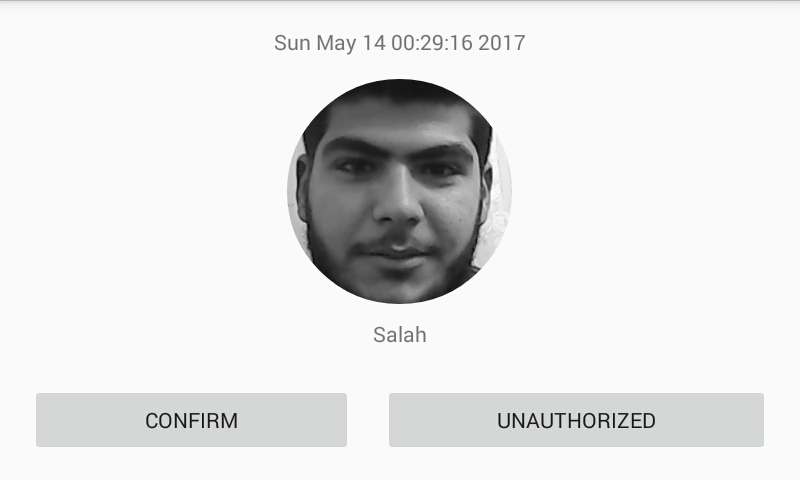 Sun May 14 00:29:16 2017
Salah
CONFIRM
UNAUTHORIZED